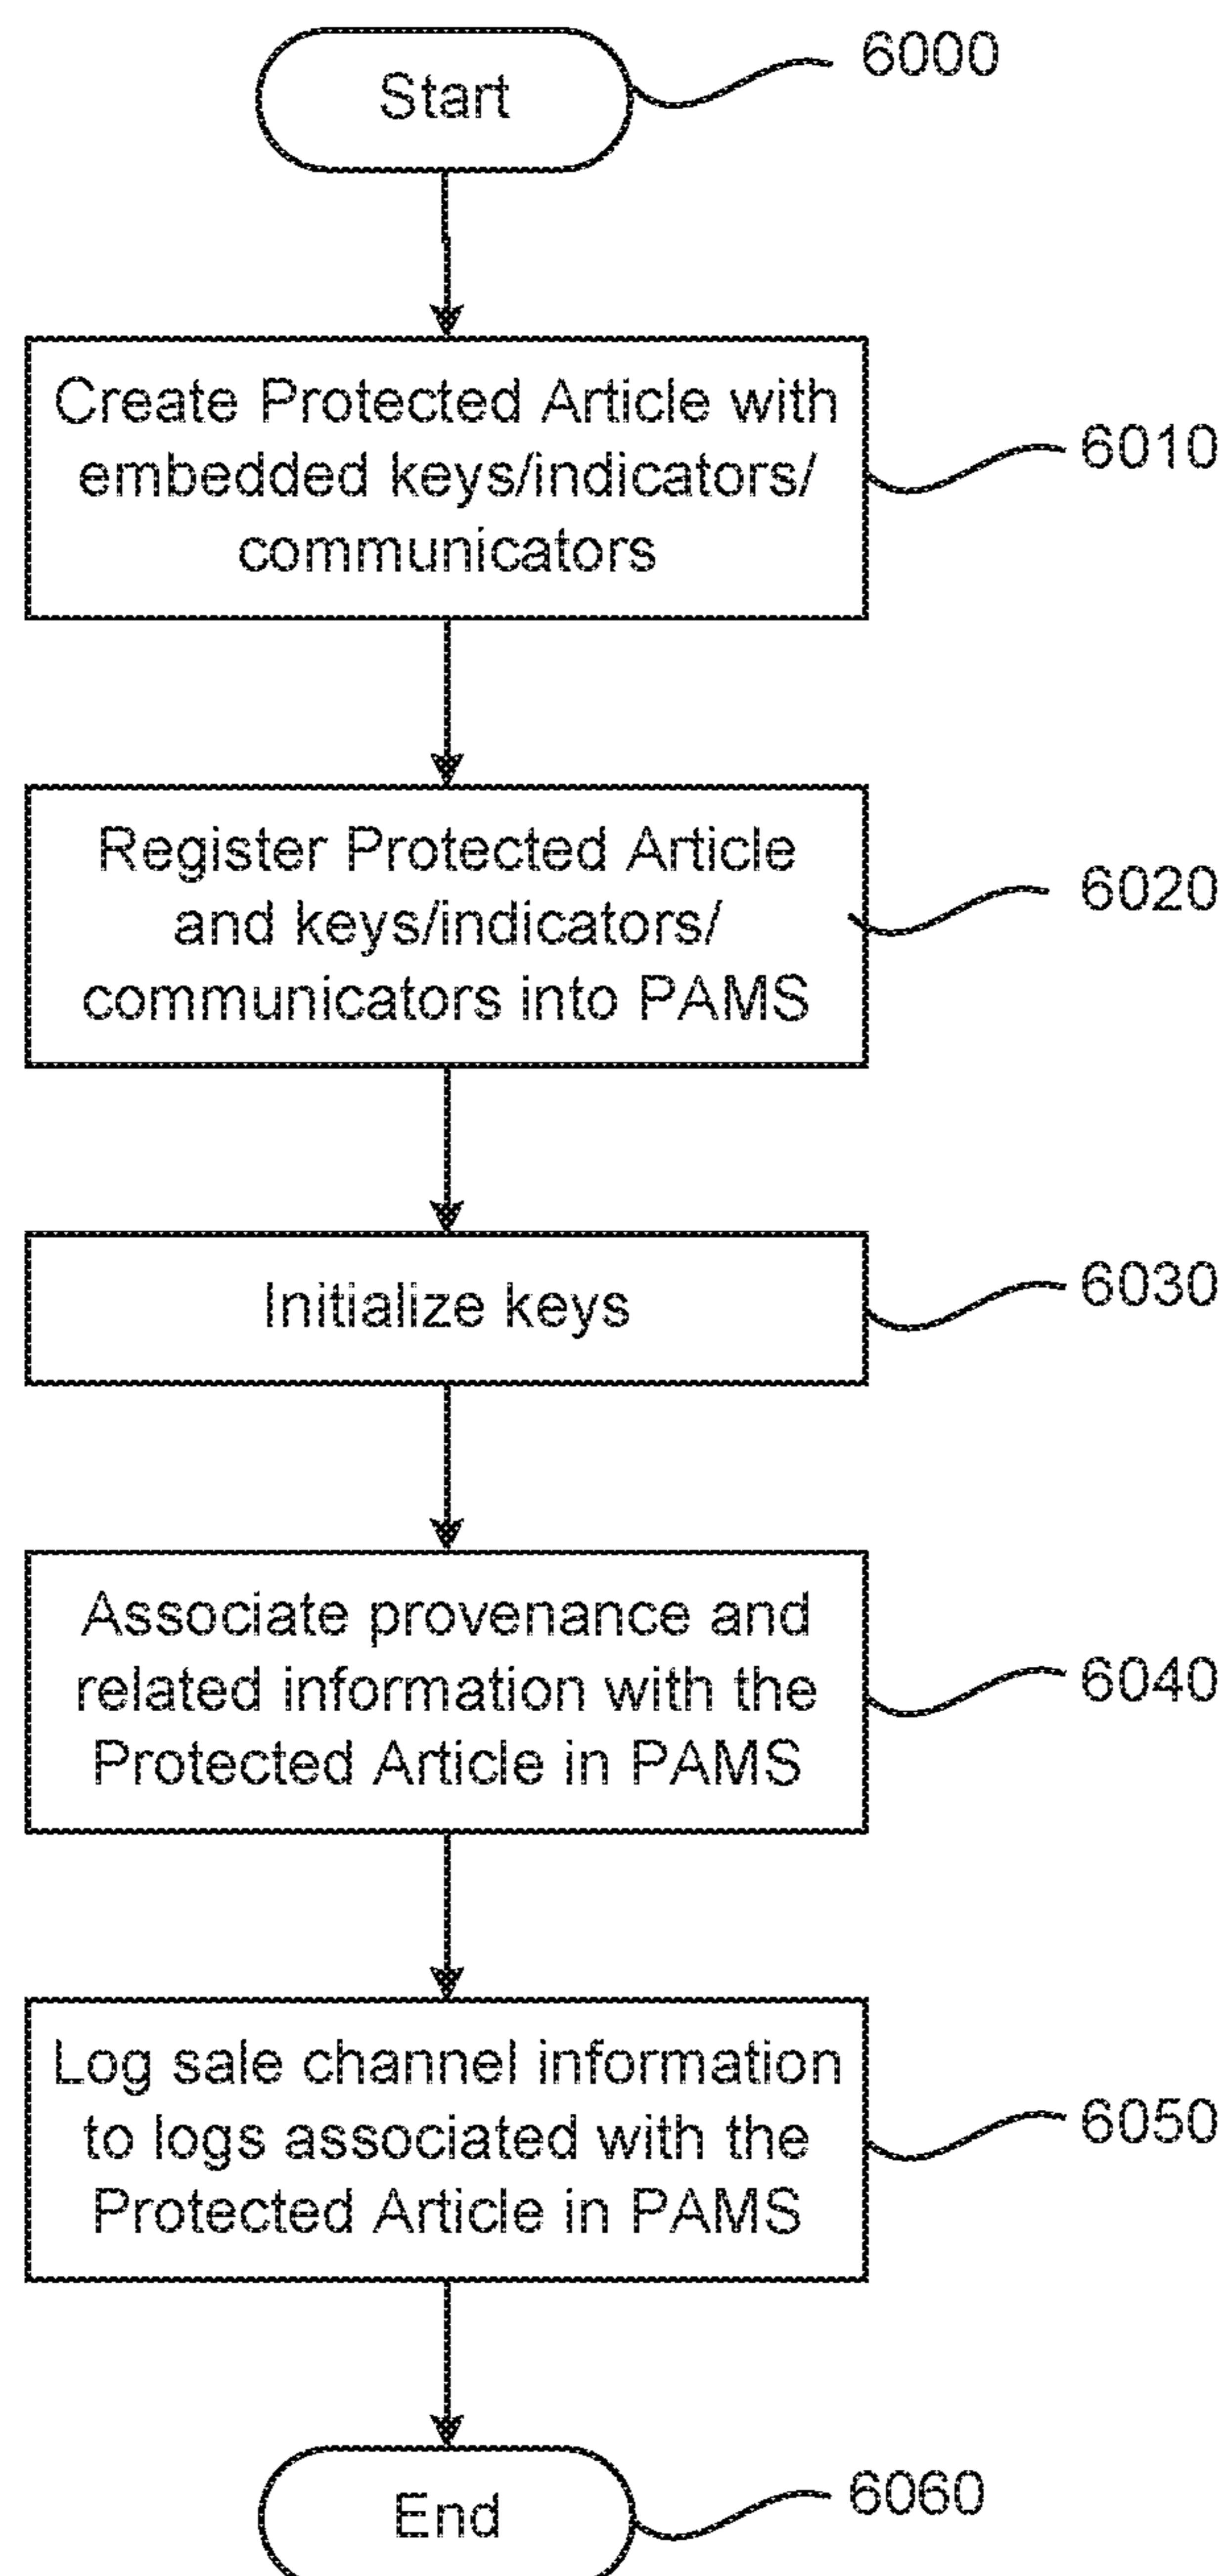 Start
6000
Create Protected Article with
embedded keys/indicators/
communicators
6010
Register Protected Article
and keys/indicators/
communicators into PAMS
6020
Initialize keys
6030
Associate provenance and
related information with the
Protected Article in PAMS
6040
Log sale channel information
to logs associated with the
Protected Article in PAMS
6050
End
6060